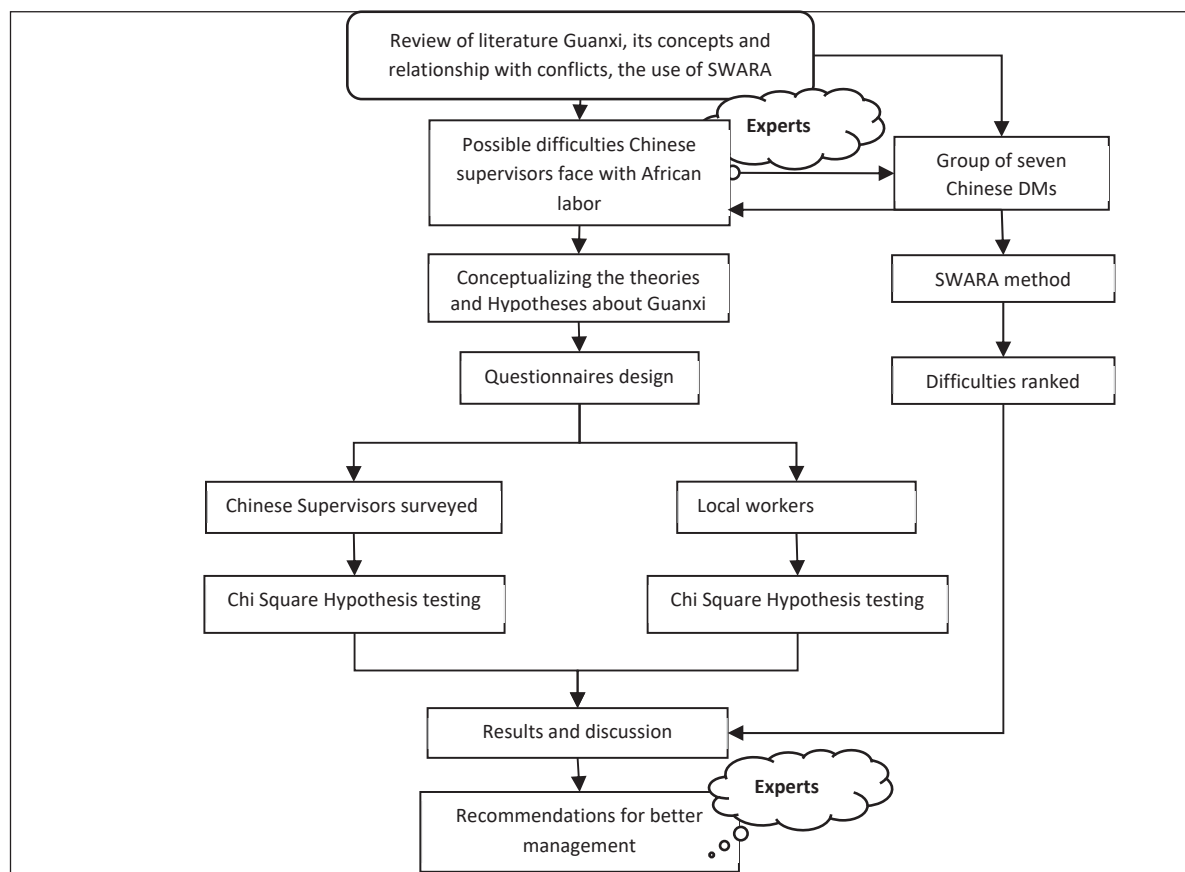 Review of literature Guanxi, its concepts and
relationship with conflicts, the use of SWARA
Experts
Possible difficulties Chinese
supervisors face with African
labor
Group of seven
Chinese DMs
Conceptualizing the theories
and Hypotheses about Guanxi
SWARA method
Questionnaires design
Difficulties ranked
Chinese Supervisors surveyed
Local workers
Chi Square Hypothesis testing
Chi Square Hypothesis testing
Results and discussion
Experts
Recommendations for better
management